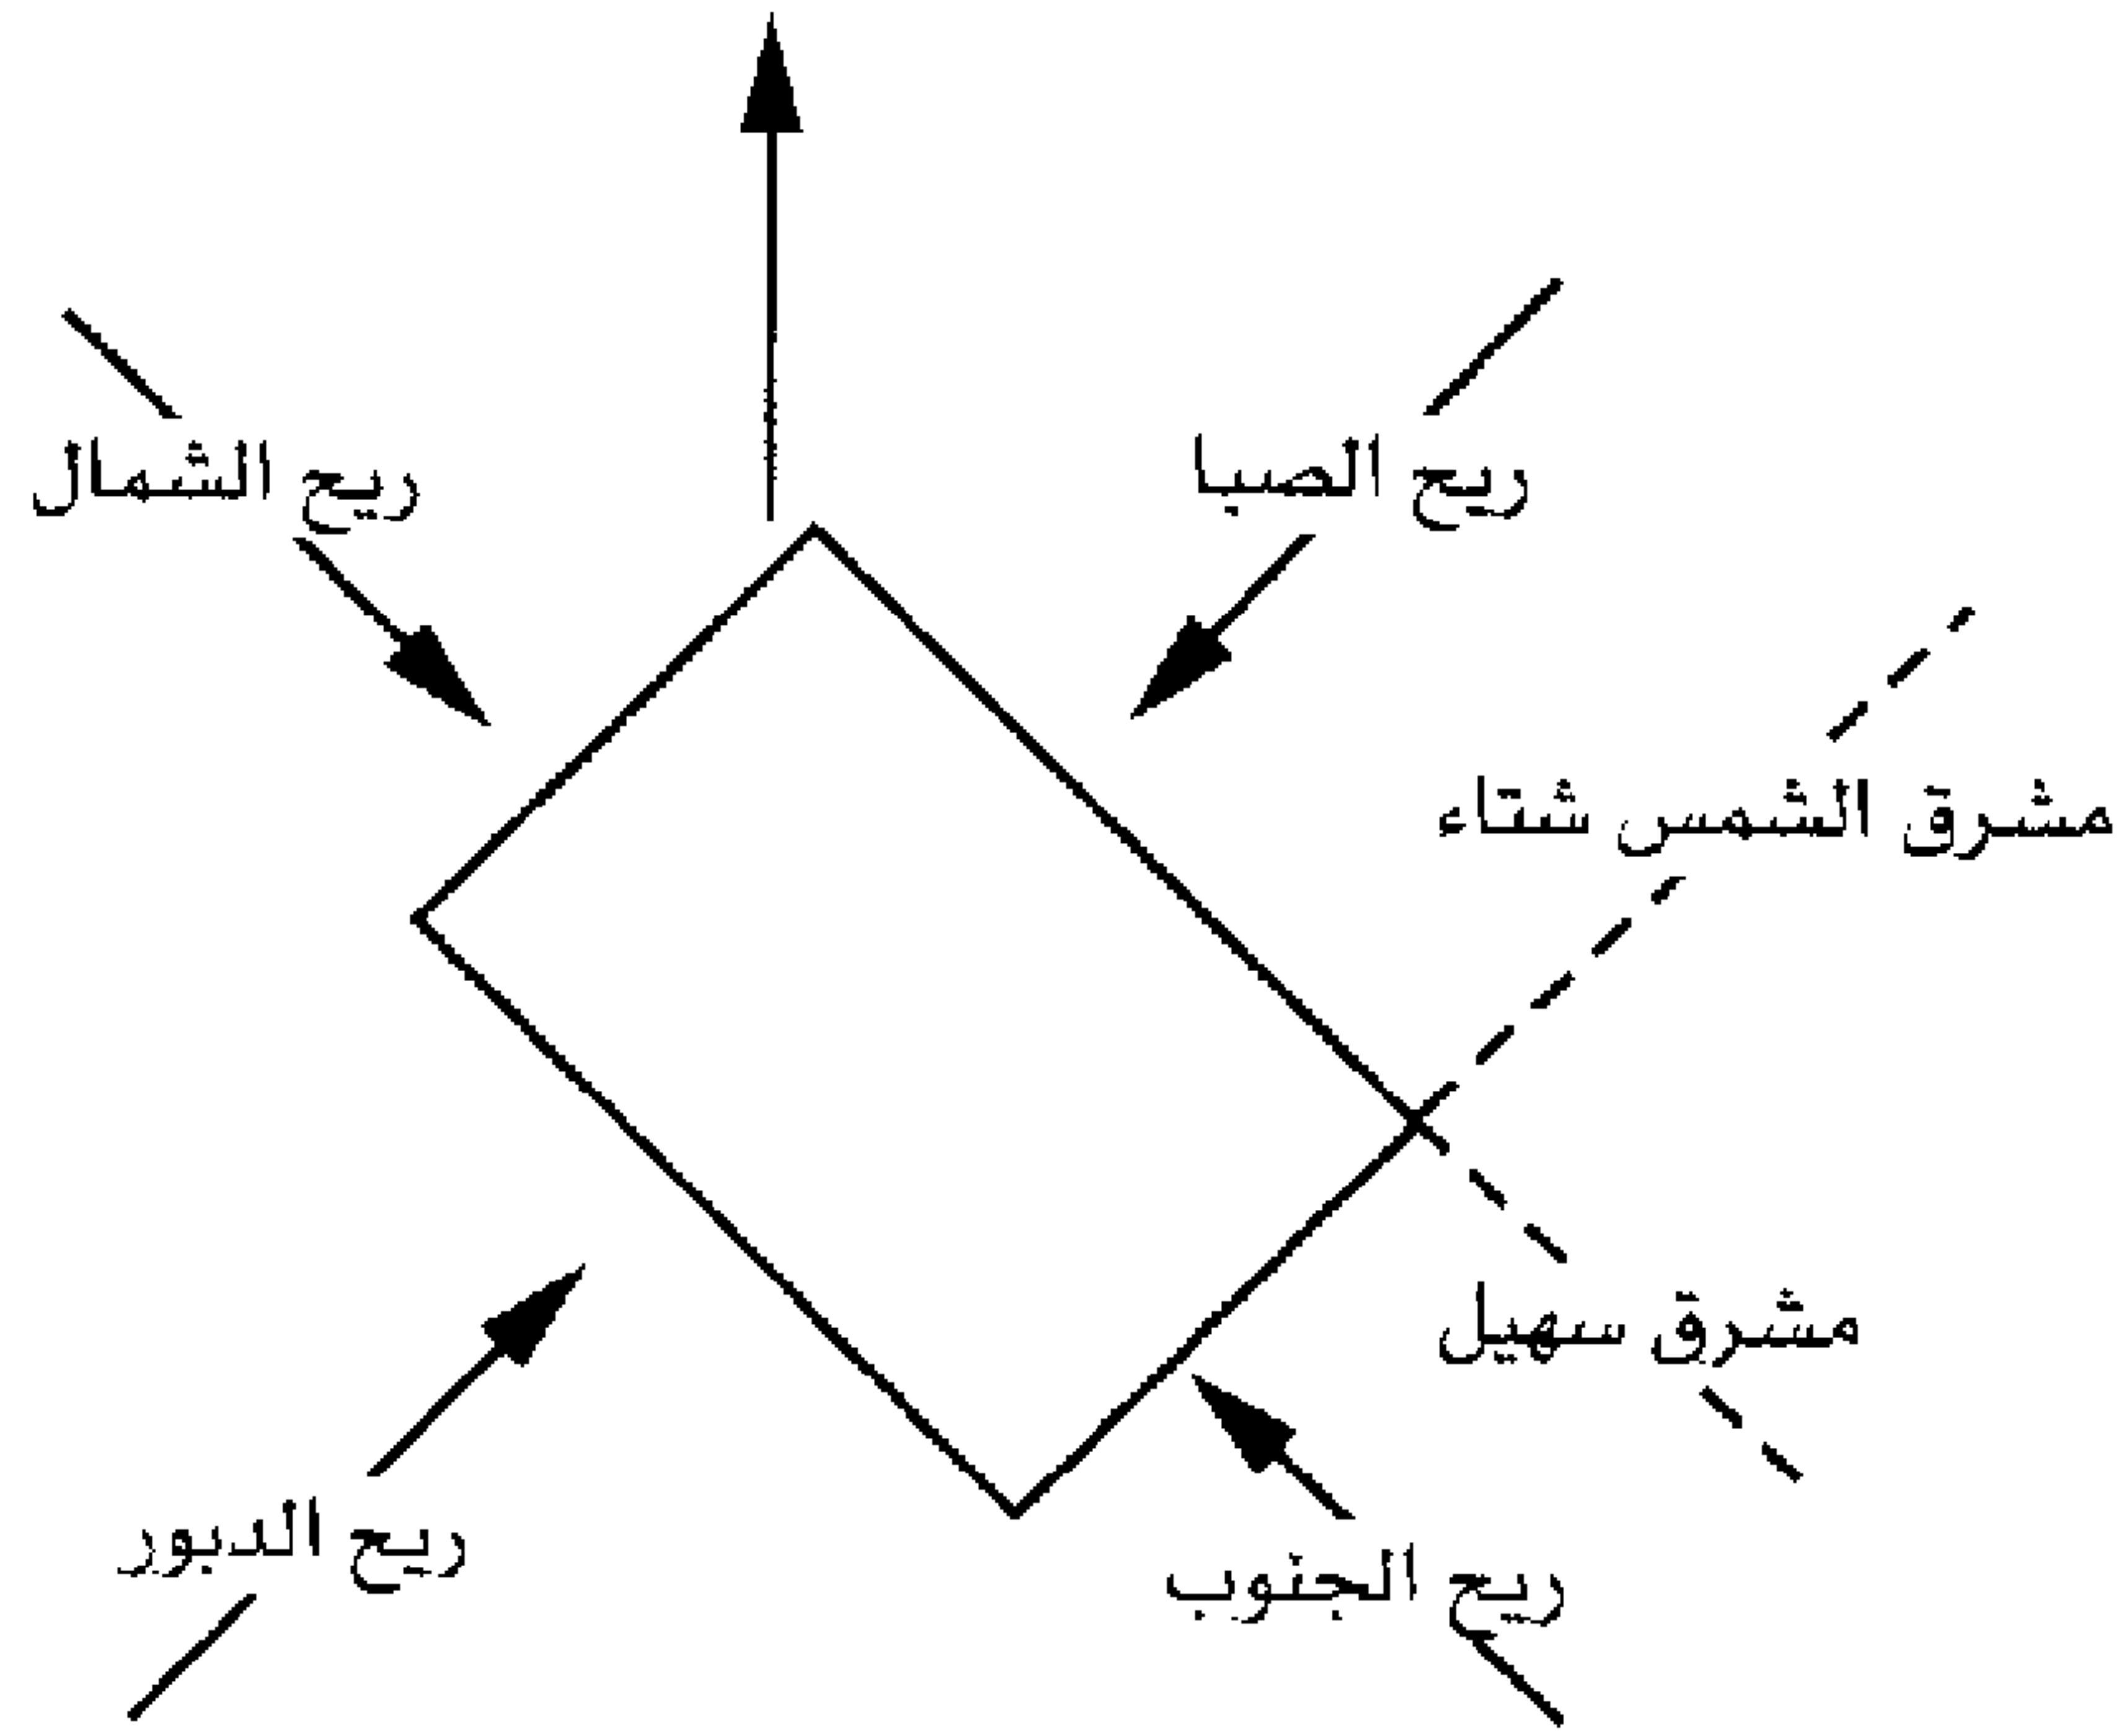 ريح الصبا
ريح الشمال
مشرق الشمس شتاء
مشرق سهيل
ريح الجنوب
ريح الدبور